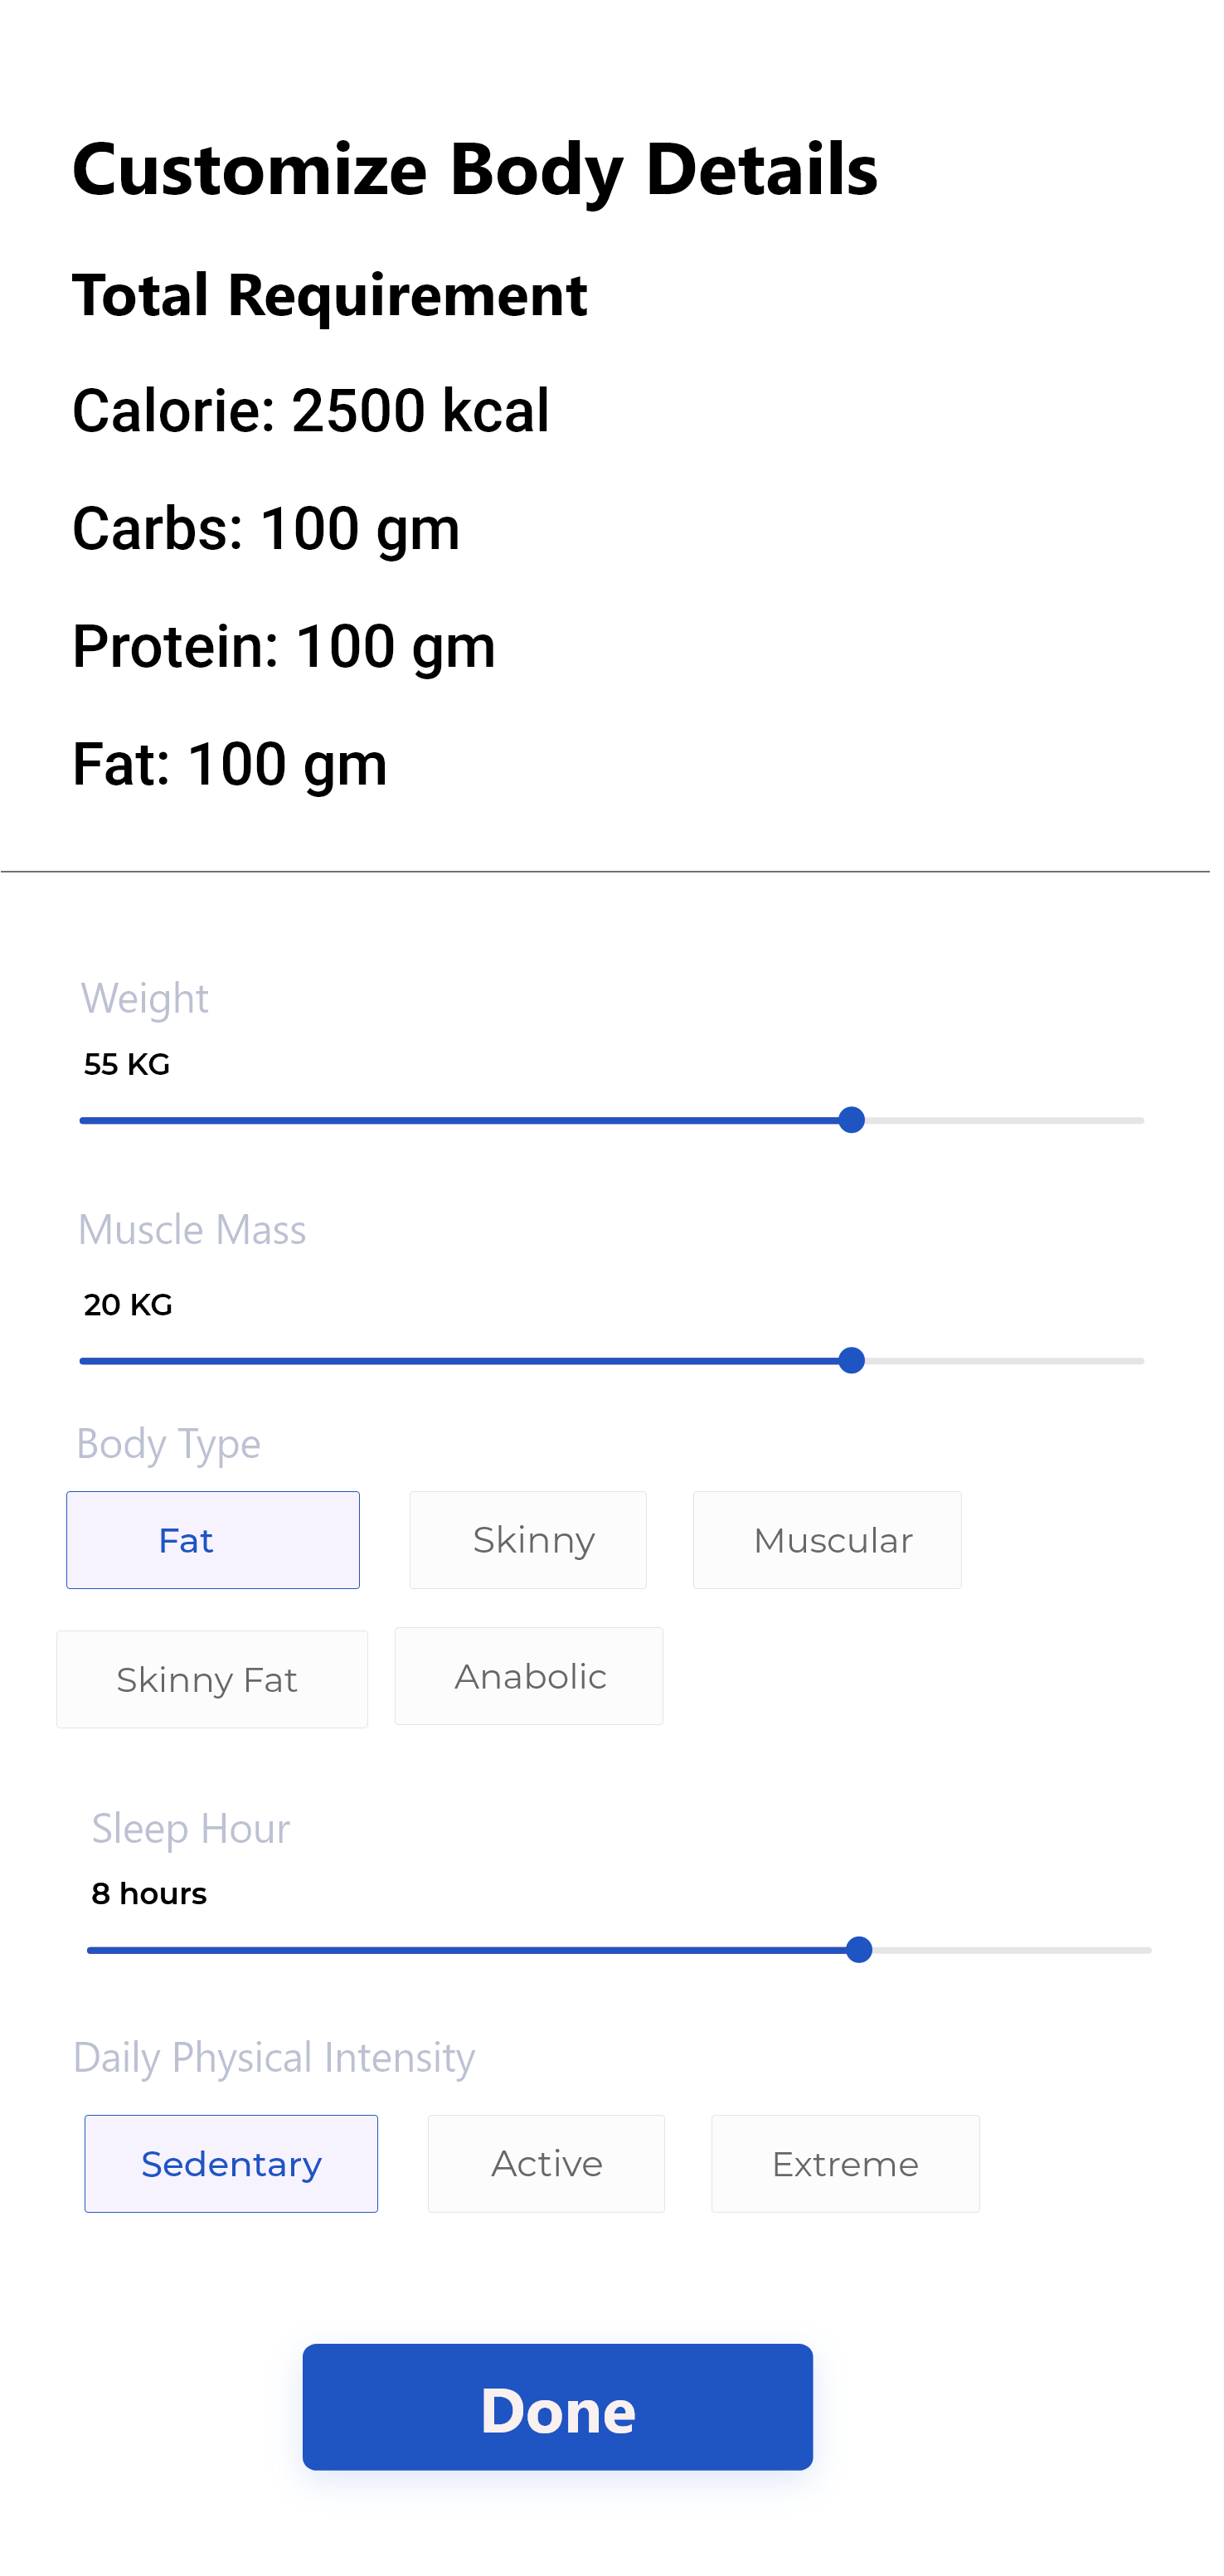 Customize Body Details
Total Requirement
Calorie: 2500 kcal
Carbs: 100 gm
Protein: 100 gm
Fat: 100 gm
Weight
55 KG
Muscle Mass
20 KG
Body Type
Fat Skinny Muscular
Skinny Fat Anabolic
Sleep Hour
8 hours
Daily Physical Intensity
Sedentary Active Extreme
Done